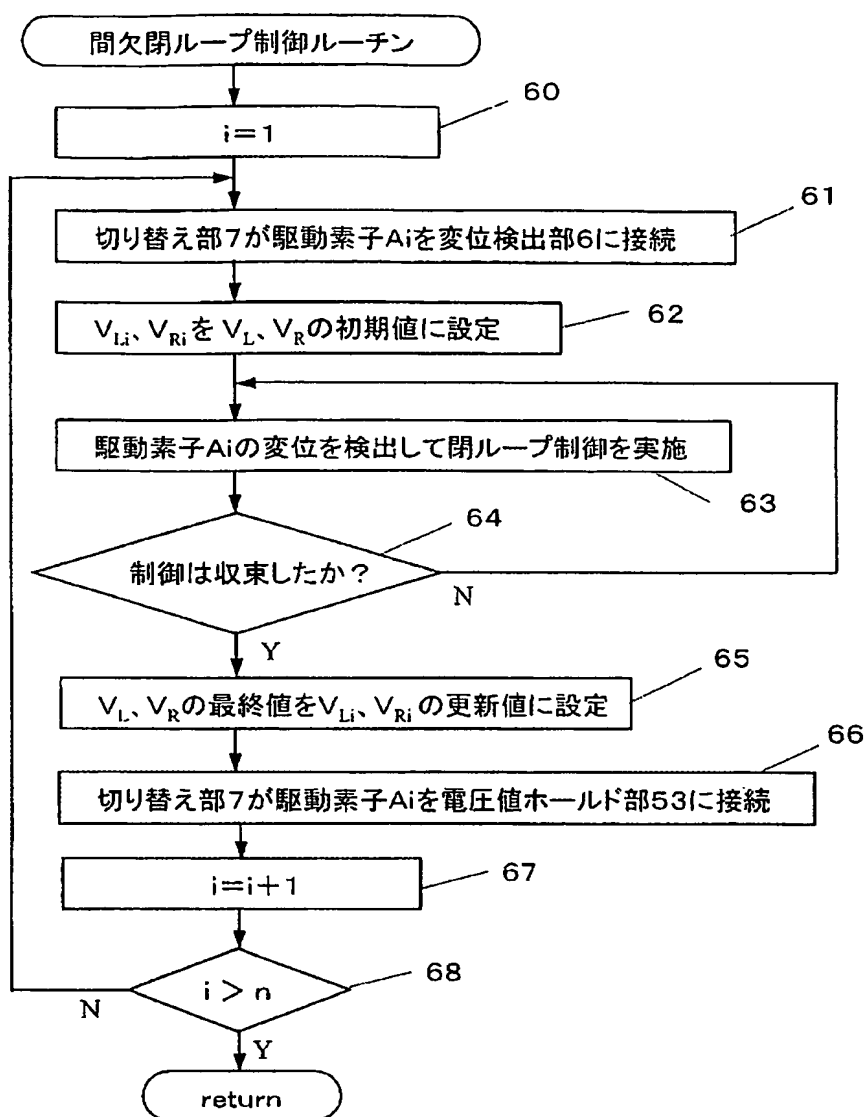 間欠閉ループ制御ルーチン
60
i=1
61
切り替え部7が駆動素子Aiを変位検出部6に接続
62
VLi、VRiをVL、VRの初期値に設定
駆動素子Aiの変位を検出して閉ループ制御を実施
63
64
制御は収束したか?
N
Y
65
VL、VRの最終値をVLi、VRiの更新値に設定
66
切り替え部7が駆動素子Aiを電圧値ホールド部53に接続
67
i=i+1
68
i > n
N
Y
return